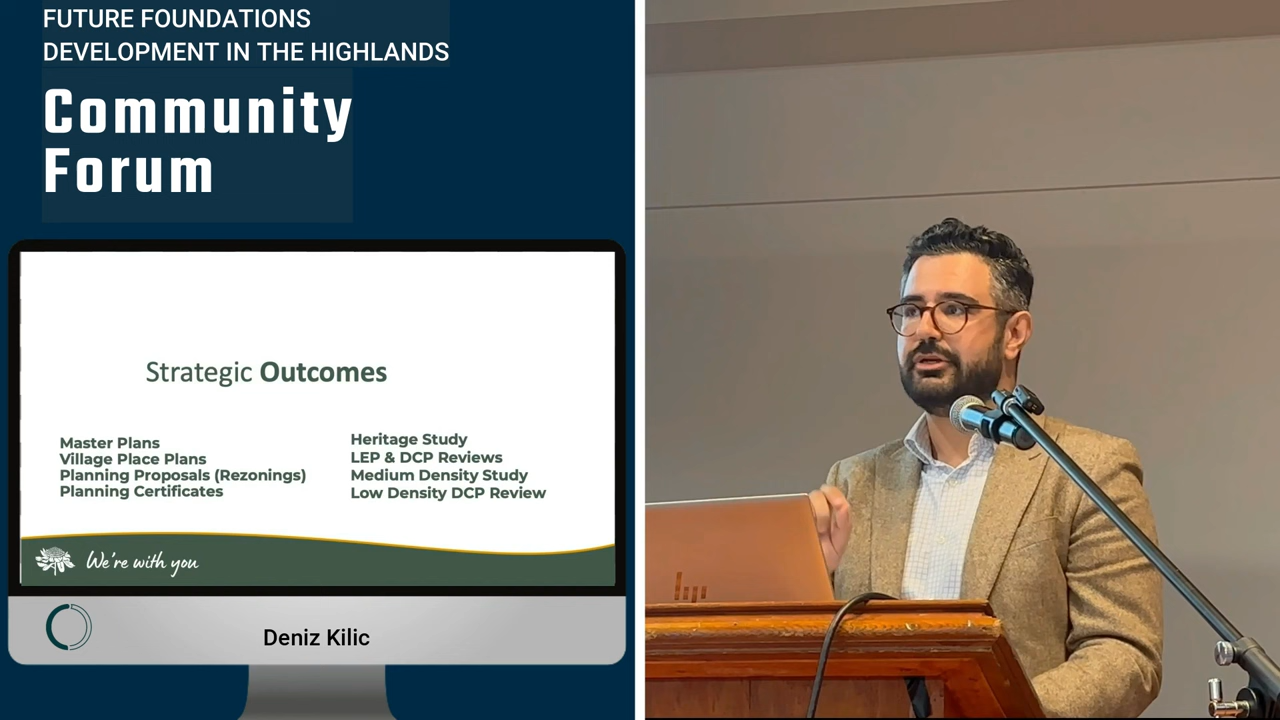 FUTURE FOUNDATIONS
DEVELOPMENT IN THE HIGHLANDS
Community
Forum
Strategic Outcomes
Master Plans
Village Place Plans
Planning Proposals (Rezonings)
Planning Certificates
Heritage Study
LEP & DCP Reviews
Medium Density Study
Low Density DCP Review
We're with you
Deniz Kilic
hp